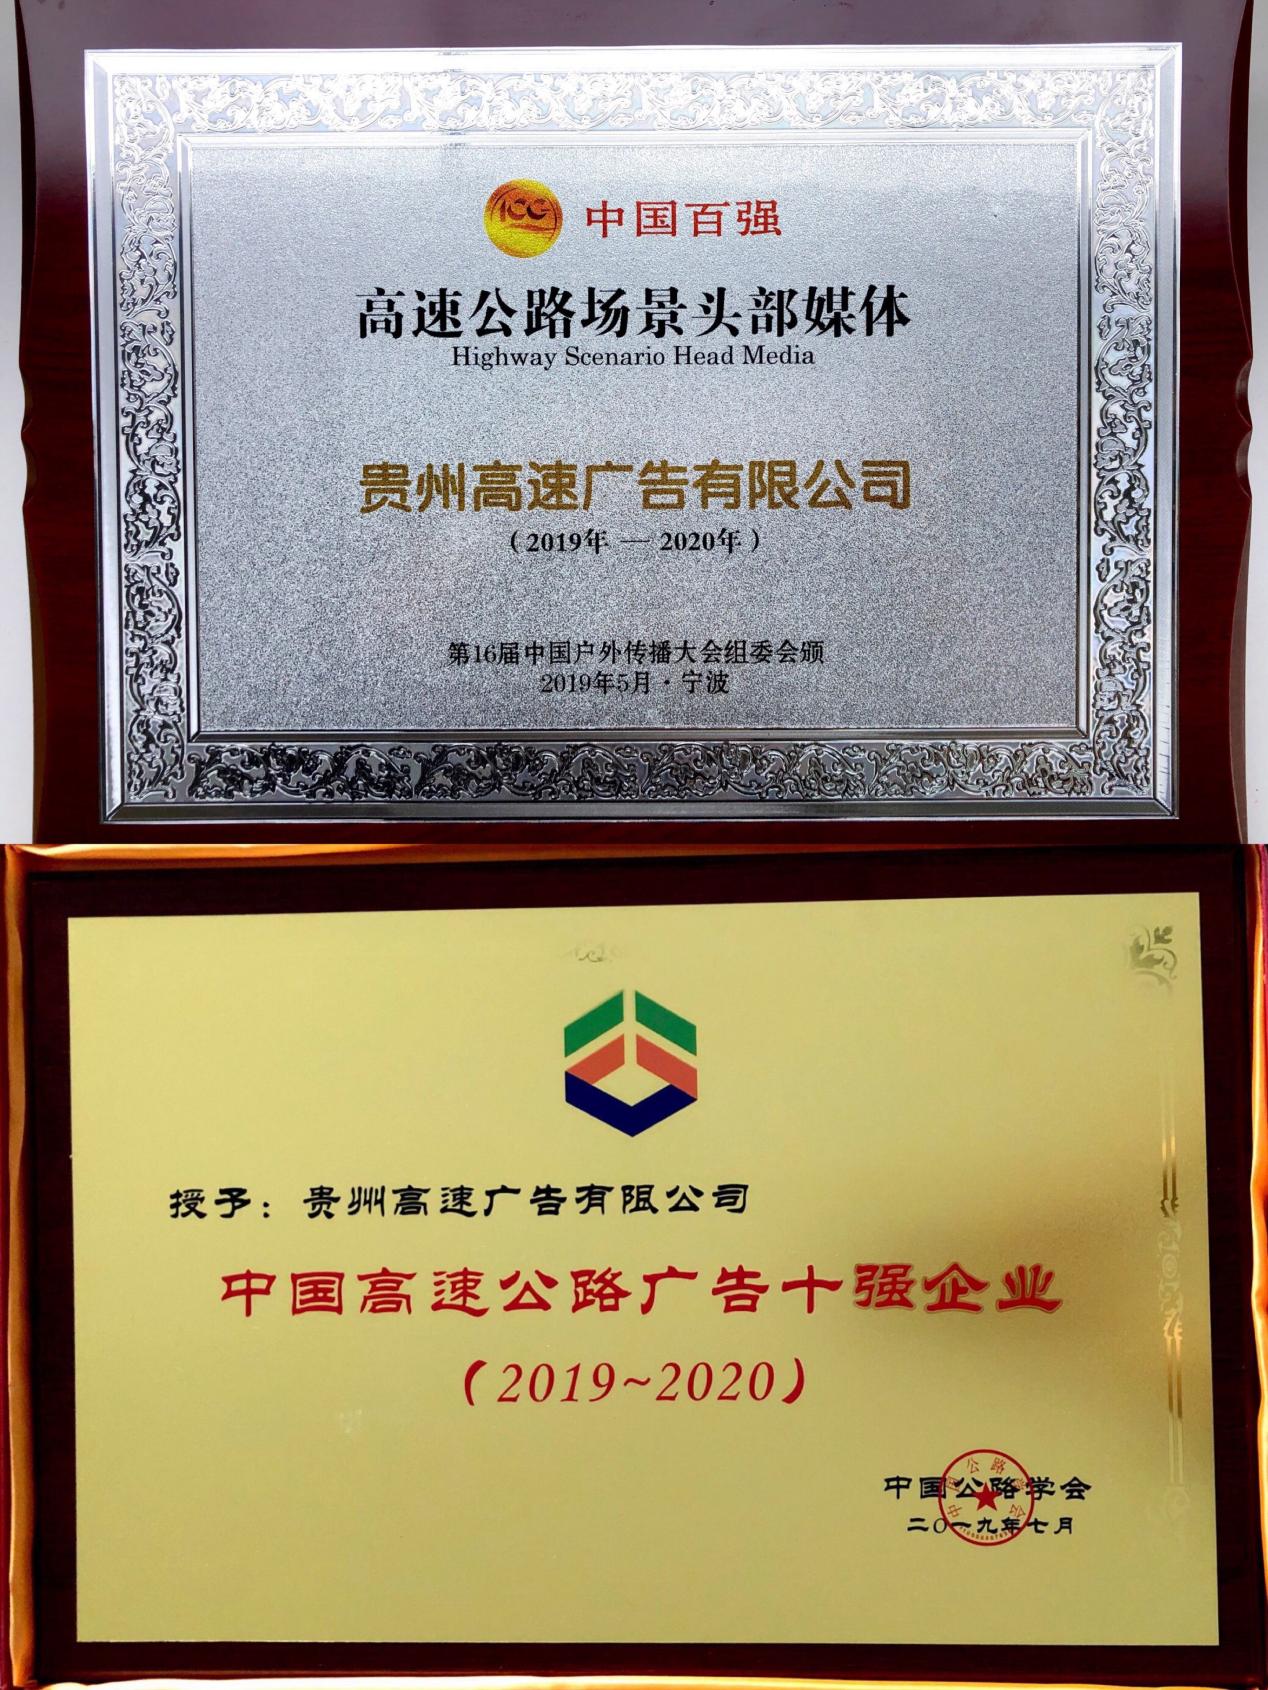 中国百强
高速公路场景头部媒体
Highway Scenario Head Media
贵州高速广告有限公司
（2019年 — 2020年）
第16届中国户外传播大会组委会颁
2019年5月·宁波
授予：贵州高速广告有限公司
中国高速公路广告十强企业
（2019~2020）
中国公路学会
二〇一九年七月